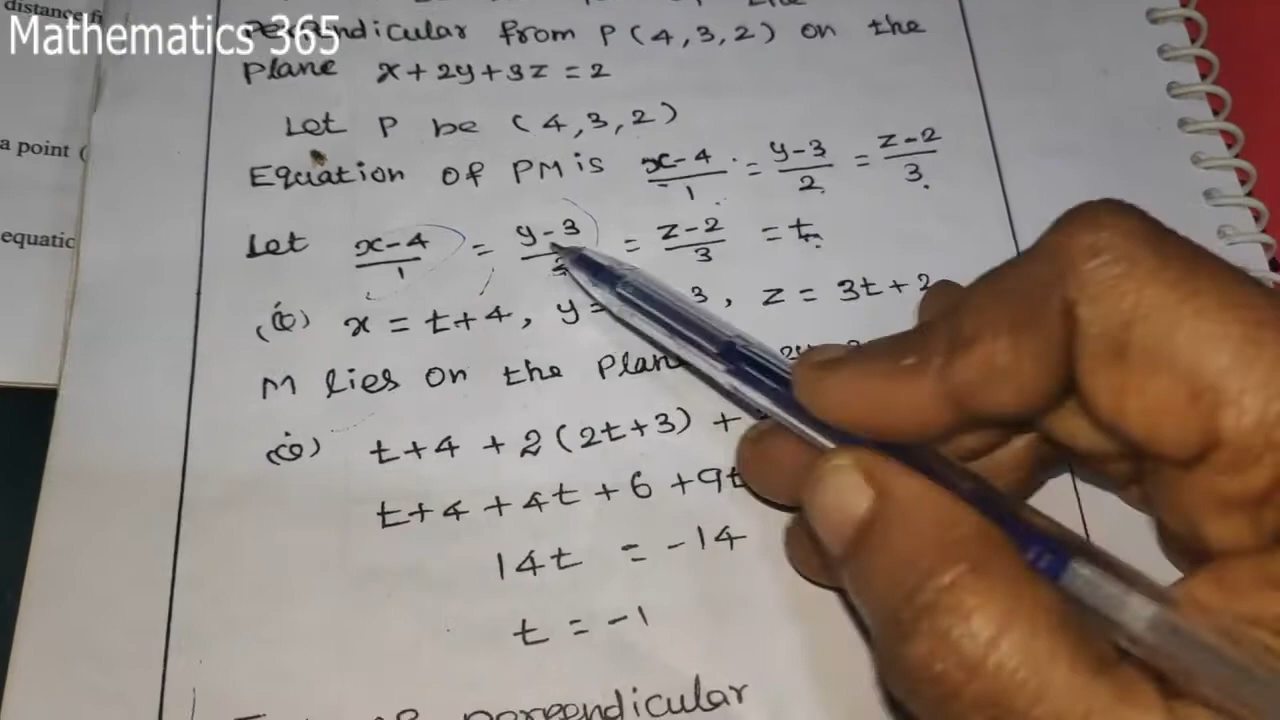 distance f
Mathematics 365
a point (
equatic
perpendicular from P(4,3,2) on the
plane x+2y+3z=2
Let P be (4,3,2)
Equation of PM is x-4/1 = y-3/2 = z-2/3
Let x-4/1 = y-3/2 = z-2/3 = t
x = t+4, y= 3, z = 3t+2
M lies on the Plan
t+4 + 2(2t+3) +
t+4 + 4t + 6 + 9t
14t = -14
t = -1
perpendicular